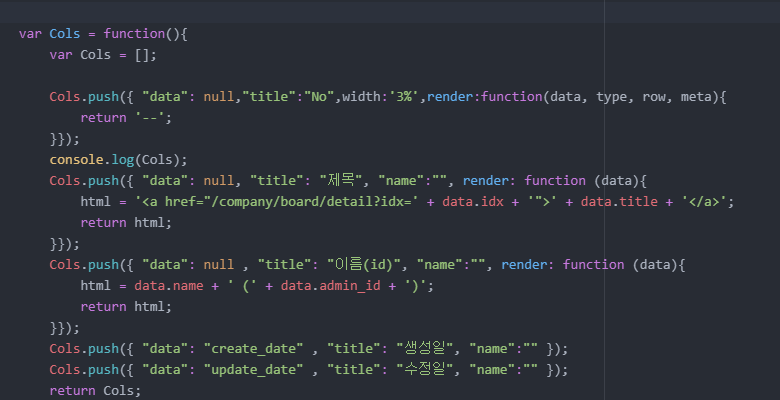 var Cols = function(){
var Cols = [];
Cols.push({ "data": null,"title":"No",width:'3%',render:function(data, type, row, meta){
return '--';
}});
console.log(Cols);
Cols.push({ "data": null, "title": "제목", "name":"", render: function (data){
html = '<a href="/company/board/detail?idx=' + data.idx + '">' + data.title + '</a>';
return html;
}});
Cols.push({ "data": null , "title": "이름(id)", "name":"", render: function (data){
html = data.name + ' (' + data.admin_id + ')';
return html;
}});
Cols.push({ "data": "create_date" , "title": "생성일", "name":"" });
Cols.push({ "data": "update_date" , "title": "수정일", "name":"" });
return Cols;